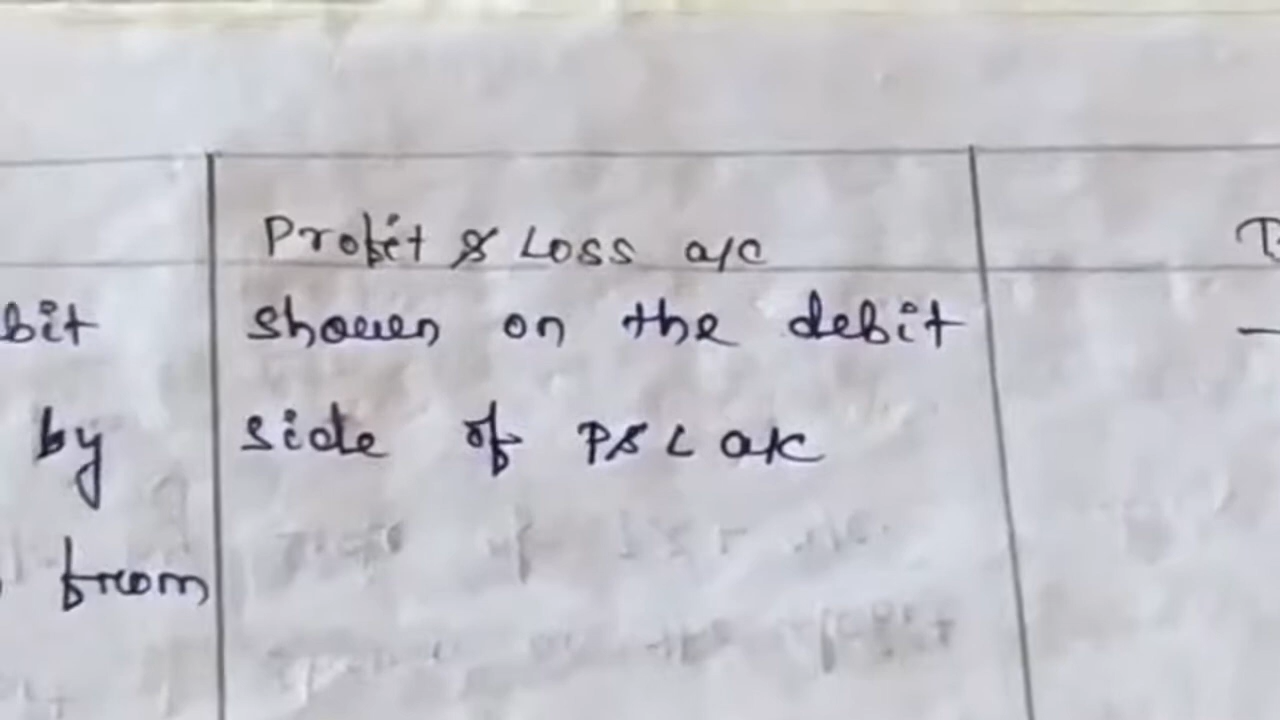 Profit & Loss a/c
bit shown on the debit
by side of P&L a/c
from